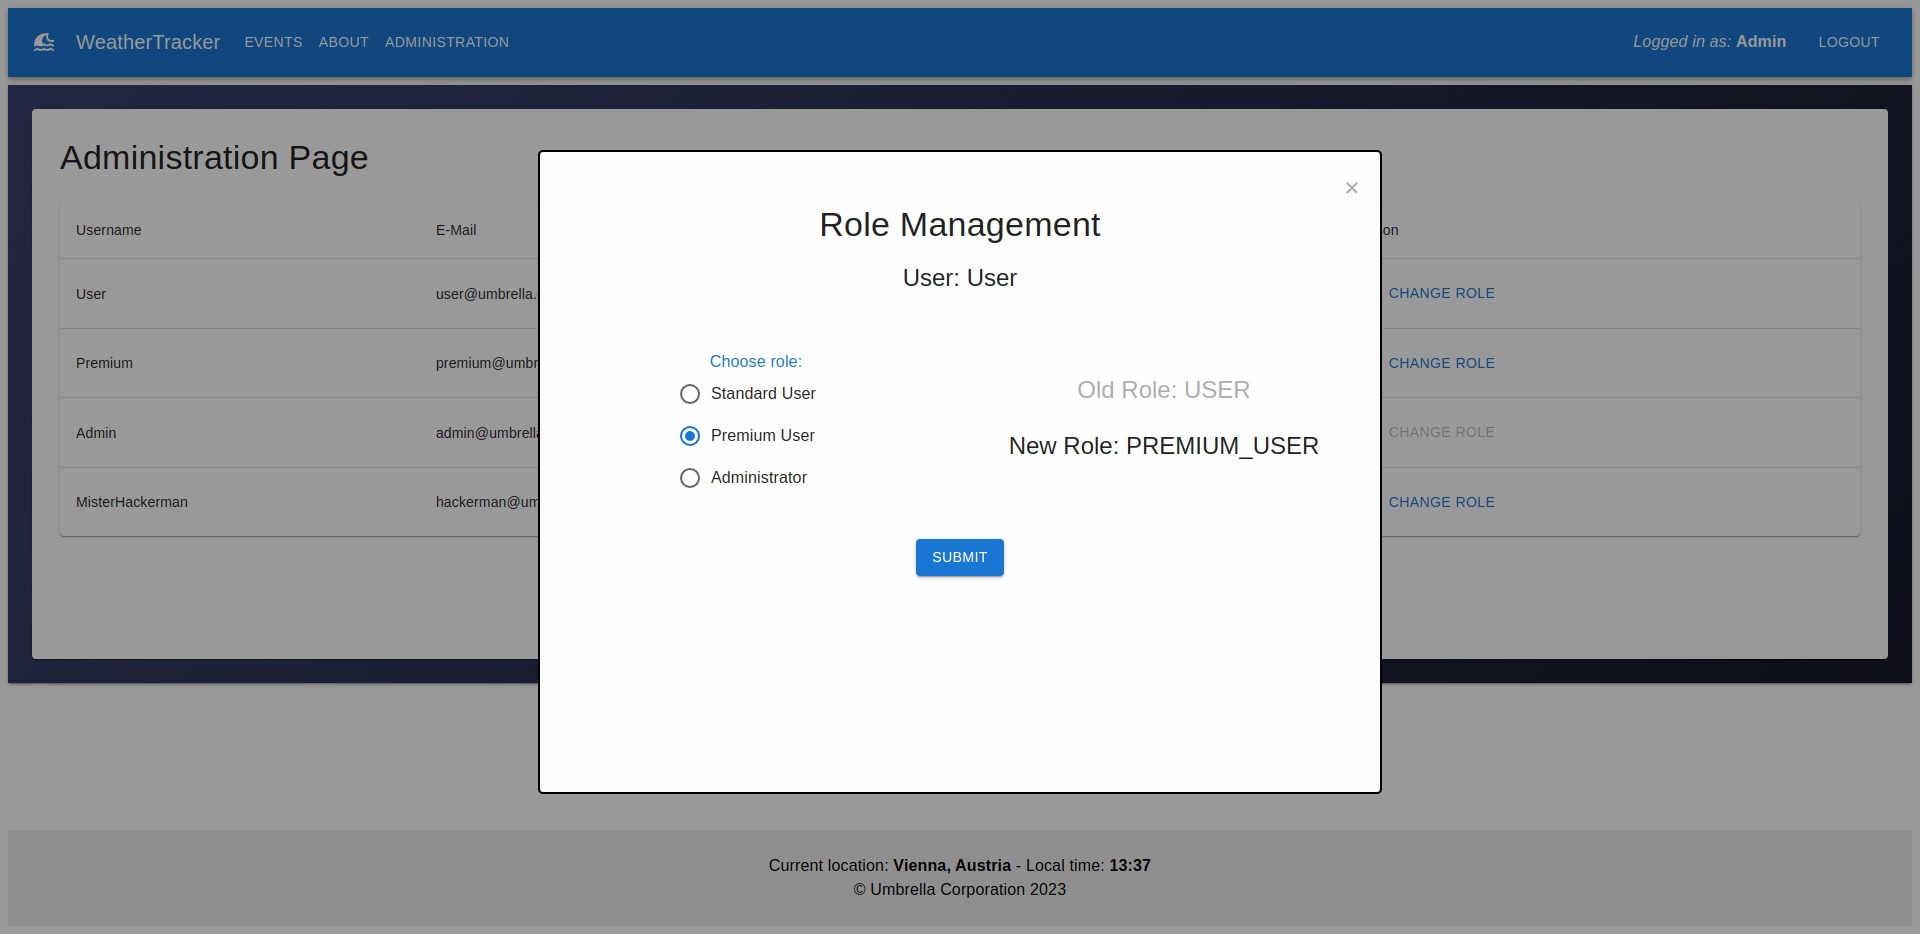 WeatherTracker EVENTS ABOUT ADMINISTRATION Logged in as: Admin LOGOUT
Administration Page
Role Management
User: User
Username E-Mail on
User user@umbrella. CHANGE ROLE
Premium premium@umbr CHANGE ROLE
Admin admin@umbrella CHANGE ROLE
MisterHackerman hackerman@um CHANGE ROLE
Choose role:
Standard User
Premium User
Administrator
Old Role: USER
New Role: PREMIUM_USER
SUBMIT
Current location: Vienna, Austria - Local time: 13:37
© Umbrella Corporation 2023